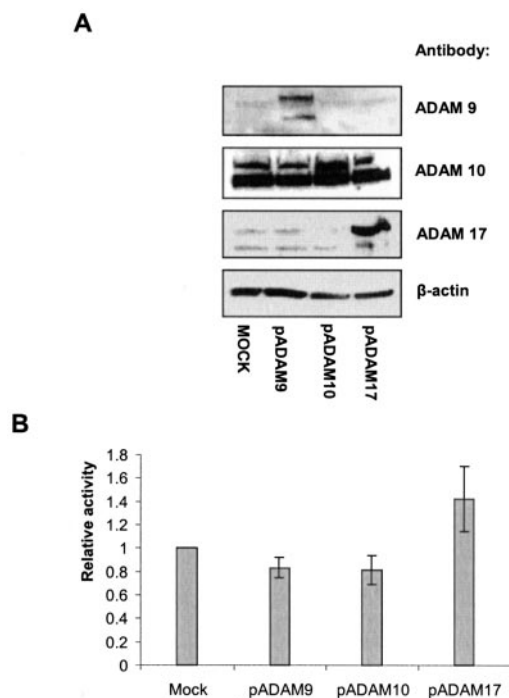 A
Antibody:
ADAM 9
ADAM 10
ADAM 17
β-actin
MOCK
pADAM9
pADAM10
pADAM17
B
Relative activity
1.8
1.6
1.4
1.2
1
0.8
0.6
0.4
0.2
0
Mock pADAM9 pADAM10 pADAM17